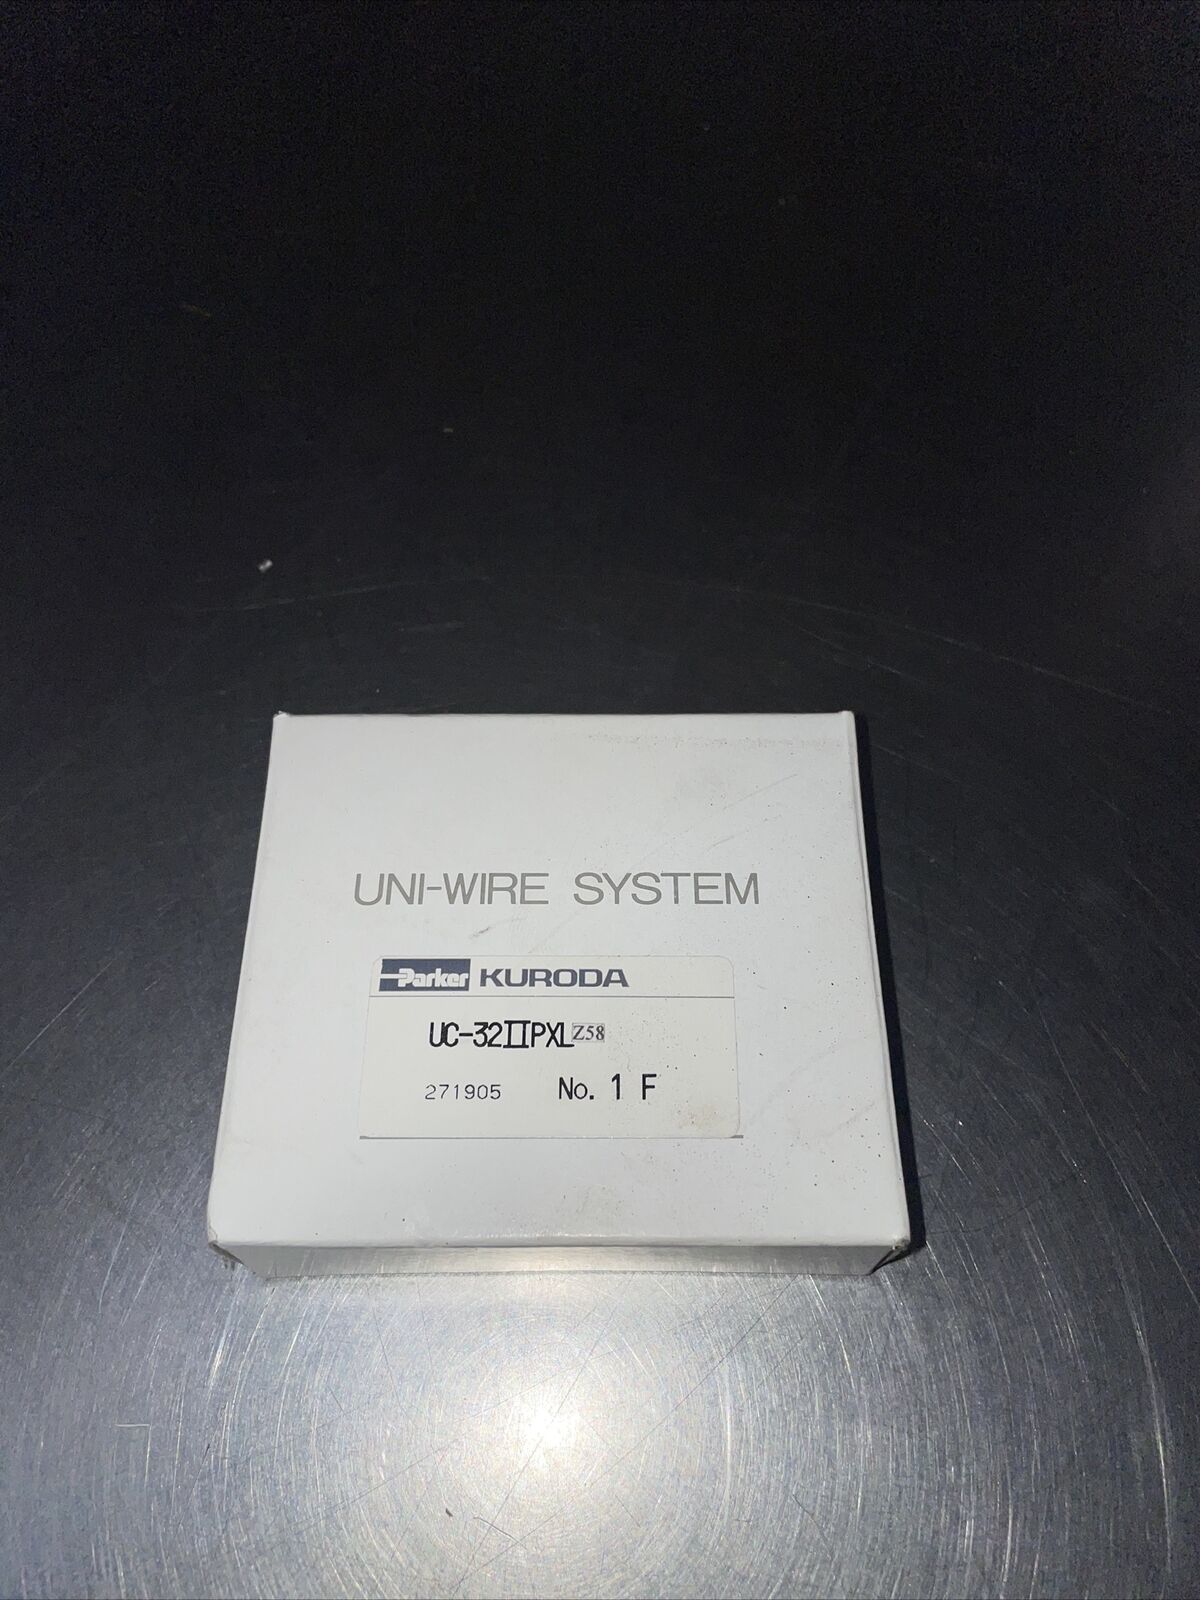 UNI-WIRE SYSTEM
Parker KURODA
UC-32IIPXL Z58
271905 No. 1 F